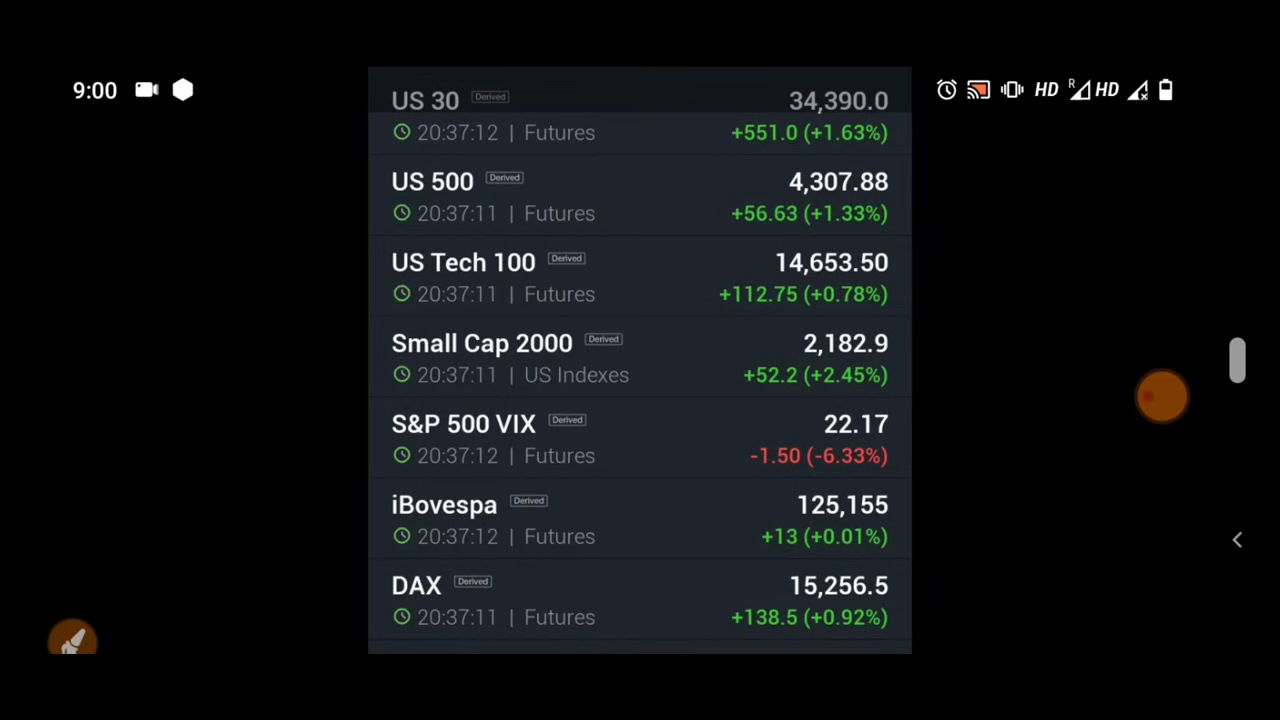 9:00
HD R HD
US 30 Derived 34,390.0
20:37:12 | Futures +551.0 (+1.63%)
US 500 Derived 4,307.88
20:37:11 | Futures +56.63 (+1.33%)
US Tech 100 Derived 14,653.50
20:37:11 | Futures +112.75 (+0.78%)
Small Cap 2000 Derived 2,182.9
20:37:11 | US Indexes +52.2 (+2.45%)
S&P 500 VIX Derived 22.17
20:37:12 | Futures -1.50 (-6.33%)
iBovespa Derived 125,155
20:37:12 | Futures +13 (+0.01%)
DAX Derived 15,256.5
20:37:11 | Futures +138.5 (+0.92%)